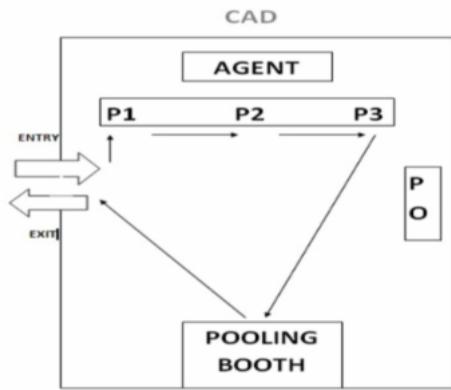 CAD
AGENT
P1 P2 P3
ENTRY
P
O
EXIT
POOLING
BOOTH